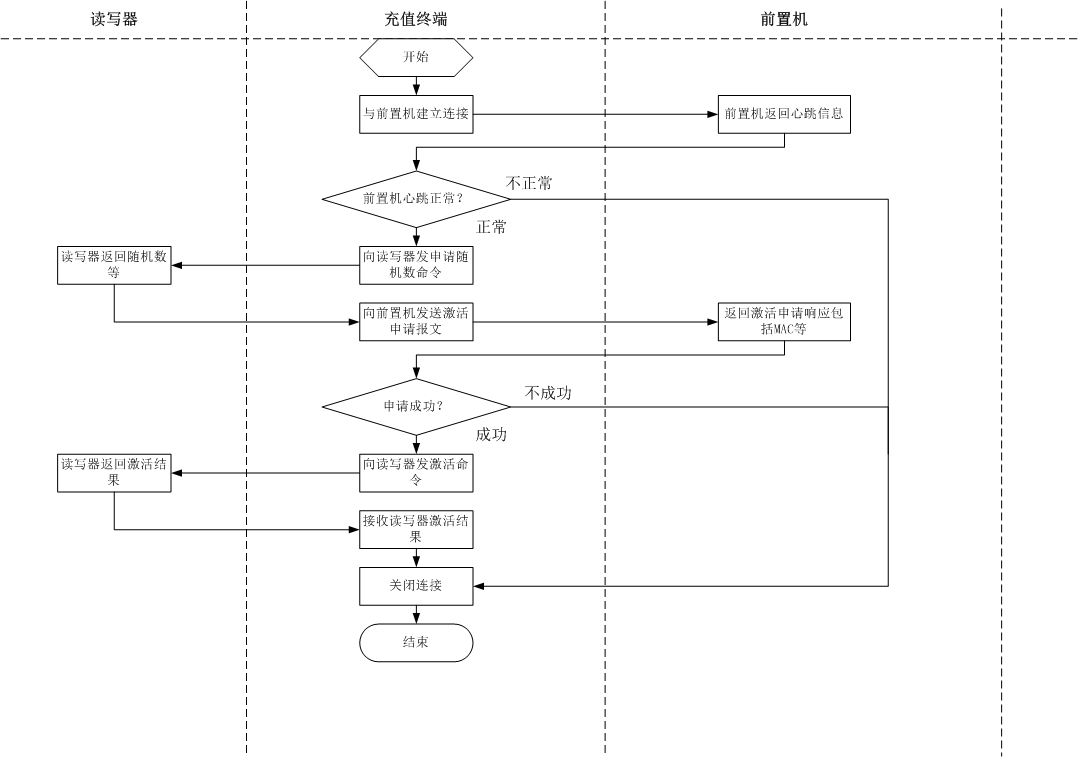 读写器
充值终端
前置机
开始
与前置机建立连接
前置机返回心跳信息
前置机心跳正常？
不正常
正常
读写器返回随机数
等
向读写器发申请随
机数命令
向前置机发送激活
申请报文
返回激活申请响应包
括MAC等
申请成功？
不成功
成功
读写器返回激活结
果
向读写器发激活命
令
接收读写器激活结
果
关闭连接
结束